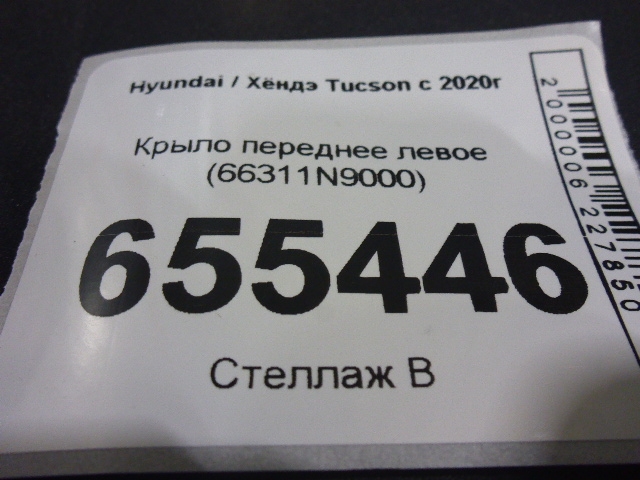 Hyundai / Хёндэ Tucson с 2020г
Крыло переднее левое
(66311N9000)
655446
Стеллаж В
2000006227850